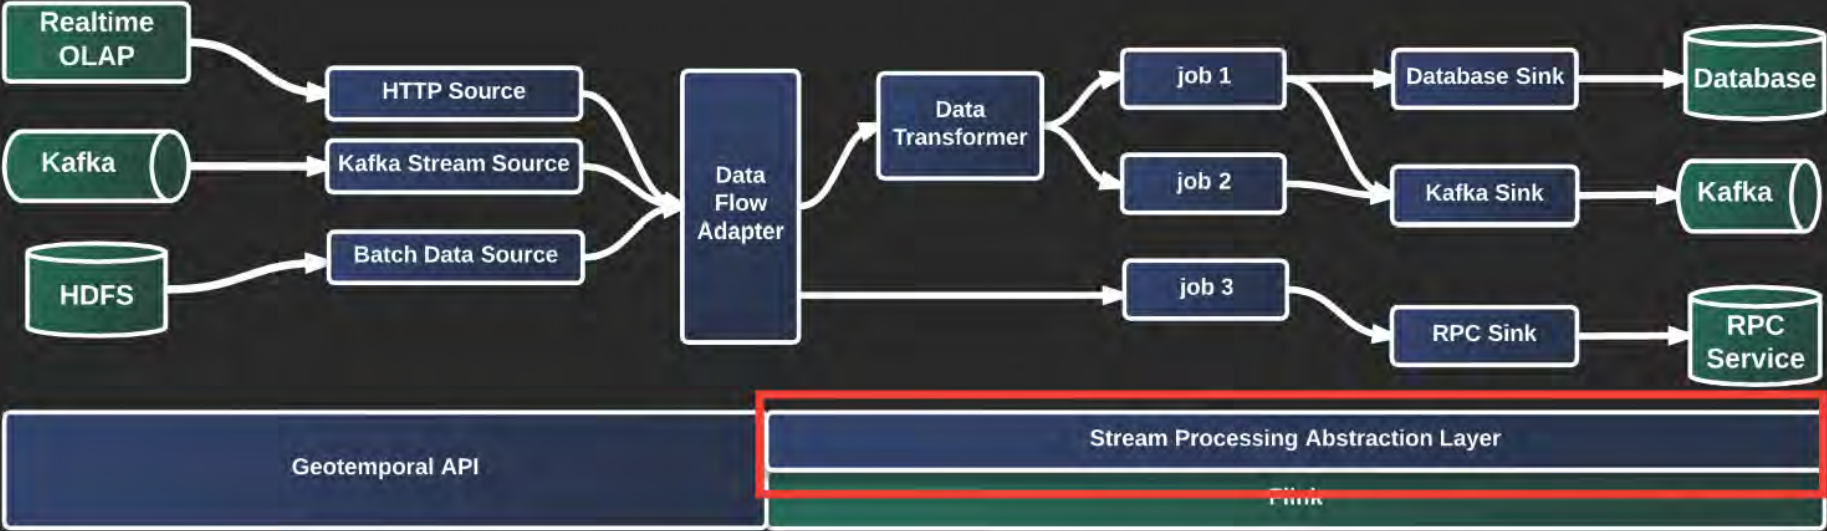 Realtime
OLAP
HTTP Source
Kafka
Kafka Stream Source
HDFS
Batch Data Source
Data
Flow
Adapter
Data
Transformer
job 1
job 2
job 3
Database Sink
Kafka Sink
RPC Sink
Database
Kafka
RPC
Service
Geotemporal API
Stream Processing Abstraction Layer
Flink